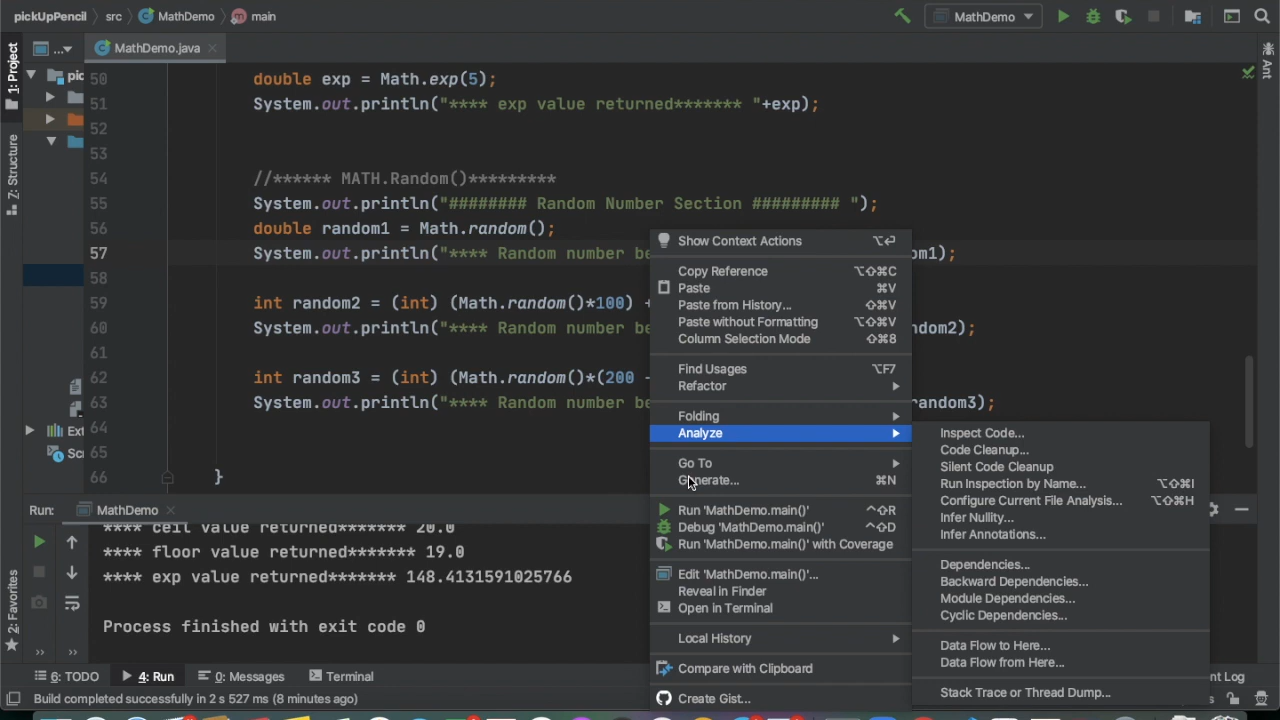 pickUpPencil src MathDemo main MathDemo
1: Project ... MathDemo.java Ant
pic 50 double exp = Math.exp(5);
51 System.out.println("**** exp value returned******* "+exp);
52
53
Z: Structure
54 //****** MATH.Random()*********
55 System.out.println("######## Random Number Section ######### ");
56 double random1 = Math.random();
57 System.out.println("**** Random number be om1);
58
59 int random2 = (int) (Math.random()*100) +
60 System.out.println("**** Random number be ndom2);
61
62 int random3 = (int) (Math.random()*(200 -
63 System.out.println("**** Random number be random3);
Ext 64
Scr 65
66 }
Show Context Actions ⌥⏎
Copy Reference ⌥⇧⌘C
Paste ⌘V
Paste from History... ⇧⌘V
Paste without Formatting ⌥⇧⌘V
Column Selection Mode ⇧⌘8
Find Usages ⌥F7
Refactor
Folding
Analyze
Go To
Generate... ⌘N
Run 'MathDemo.main()' ^⇧R
Debug 'MathDemo.main()' ^⇧D
Run 'MathDemo.main()' with Coverage
Edit 'MathDemo.main()'...
Reveal in Finder
Open in Terminal
Local History
Compare with Clipboard
Create Gist...
Inspect Code...
Code Cleanup...
Silent Code Cleanup
Run Inspection by Name... ⌥⇧⌘I
Configure Current File Analysis... ⌥⇧⌘H
Infer Nullity...
Infer Annotations...
Dependencies...
Backward Dependencies...
Module Dependencies...
Cyclic Dependencies...
Data Flow to Here...
Data Flow from Here...
Stack Trace or Thread Dump...
Run: MathDemo
**** ceil value returned******* 20.0
**** floor value returned******* 19.0
**** exp value returned******* 148.4131591025766
Process finished with exit code 0
2: Favorites
6: TODO 4: Run 0: Messages Terminal nt Log
Build completed successfully in 2 s 527 ms (8 minutes ago)